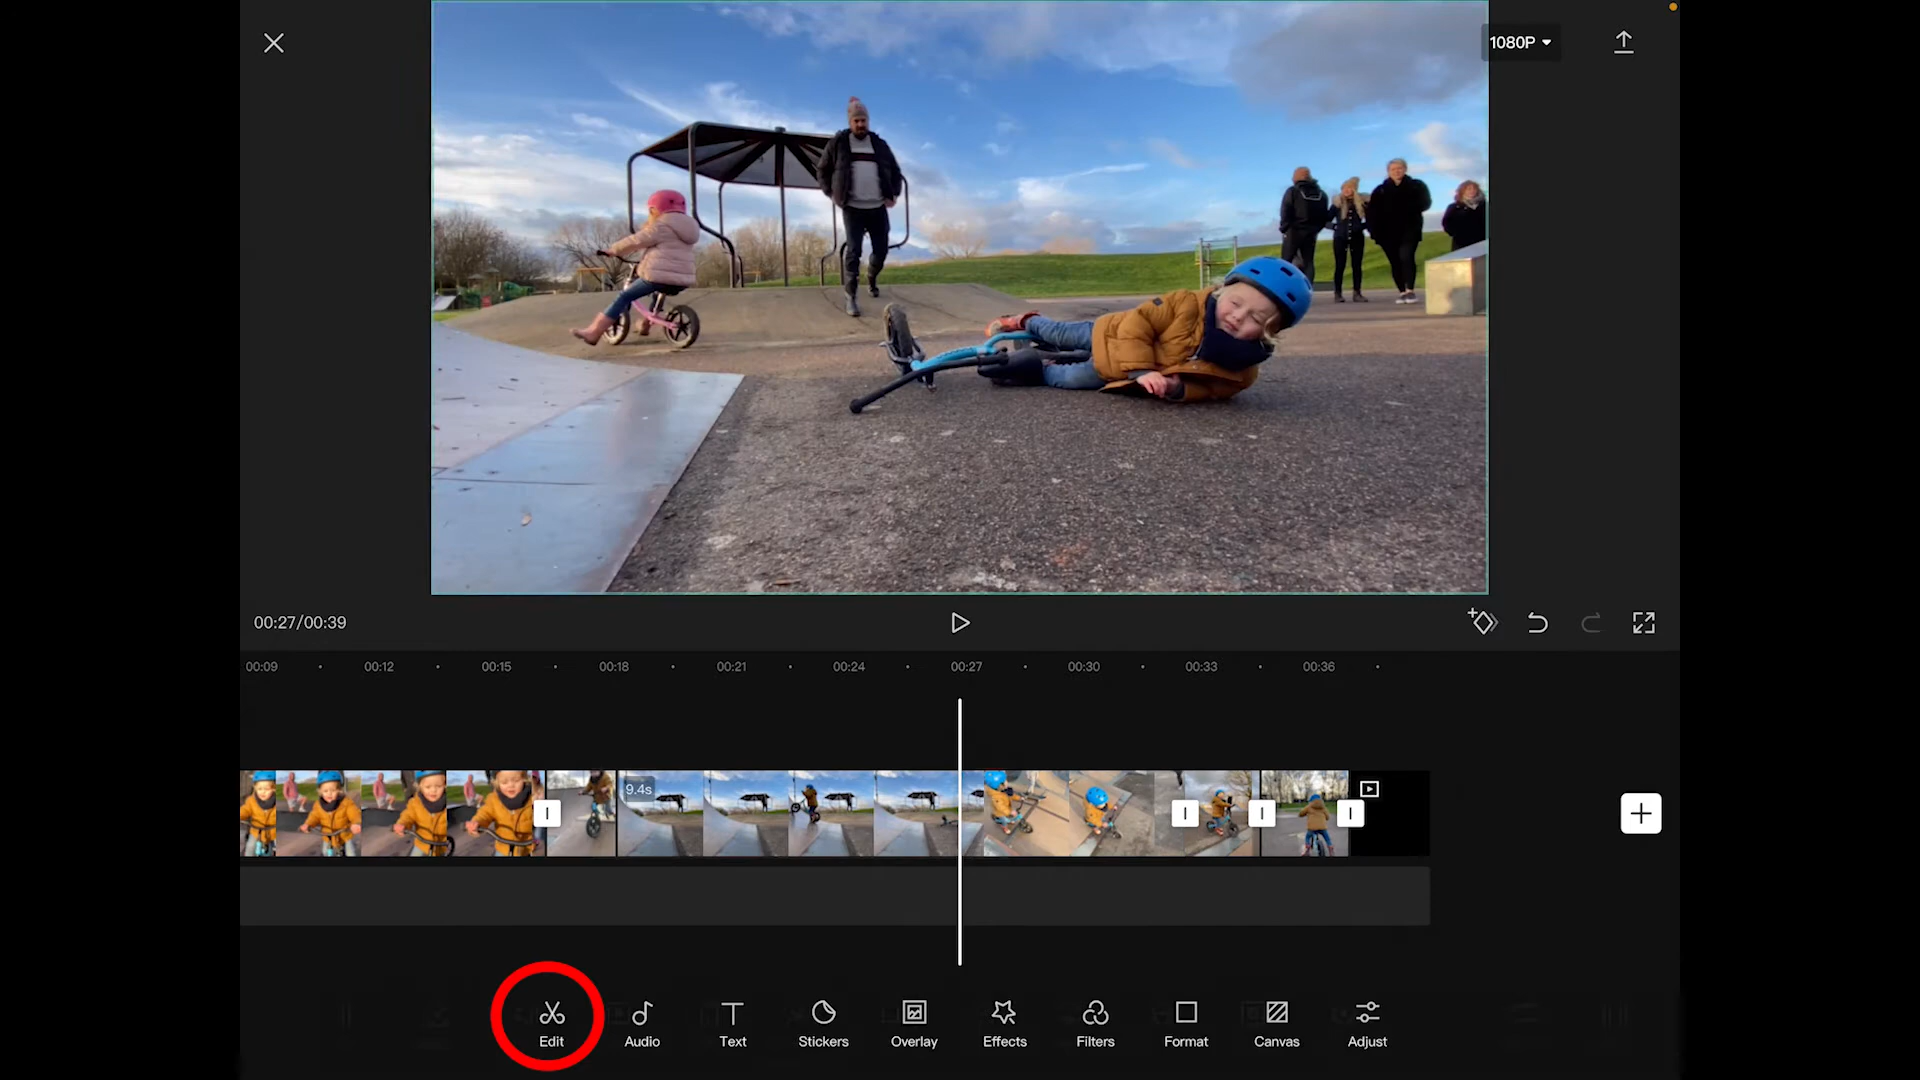 1080P
00:27/00:39
00:09 00:12 00:15 00:18 00:21 00:24 00:27 00:30 00:33 00:36
9.4s
Edit Audio Text Stickers Overlay Effects Filters Format Canvas Adjust